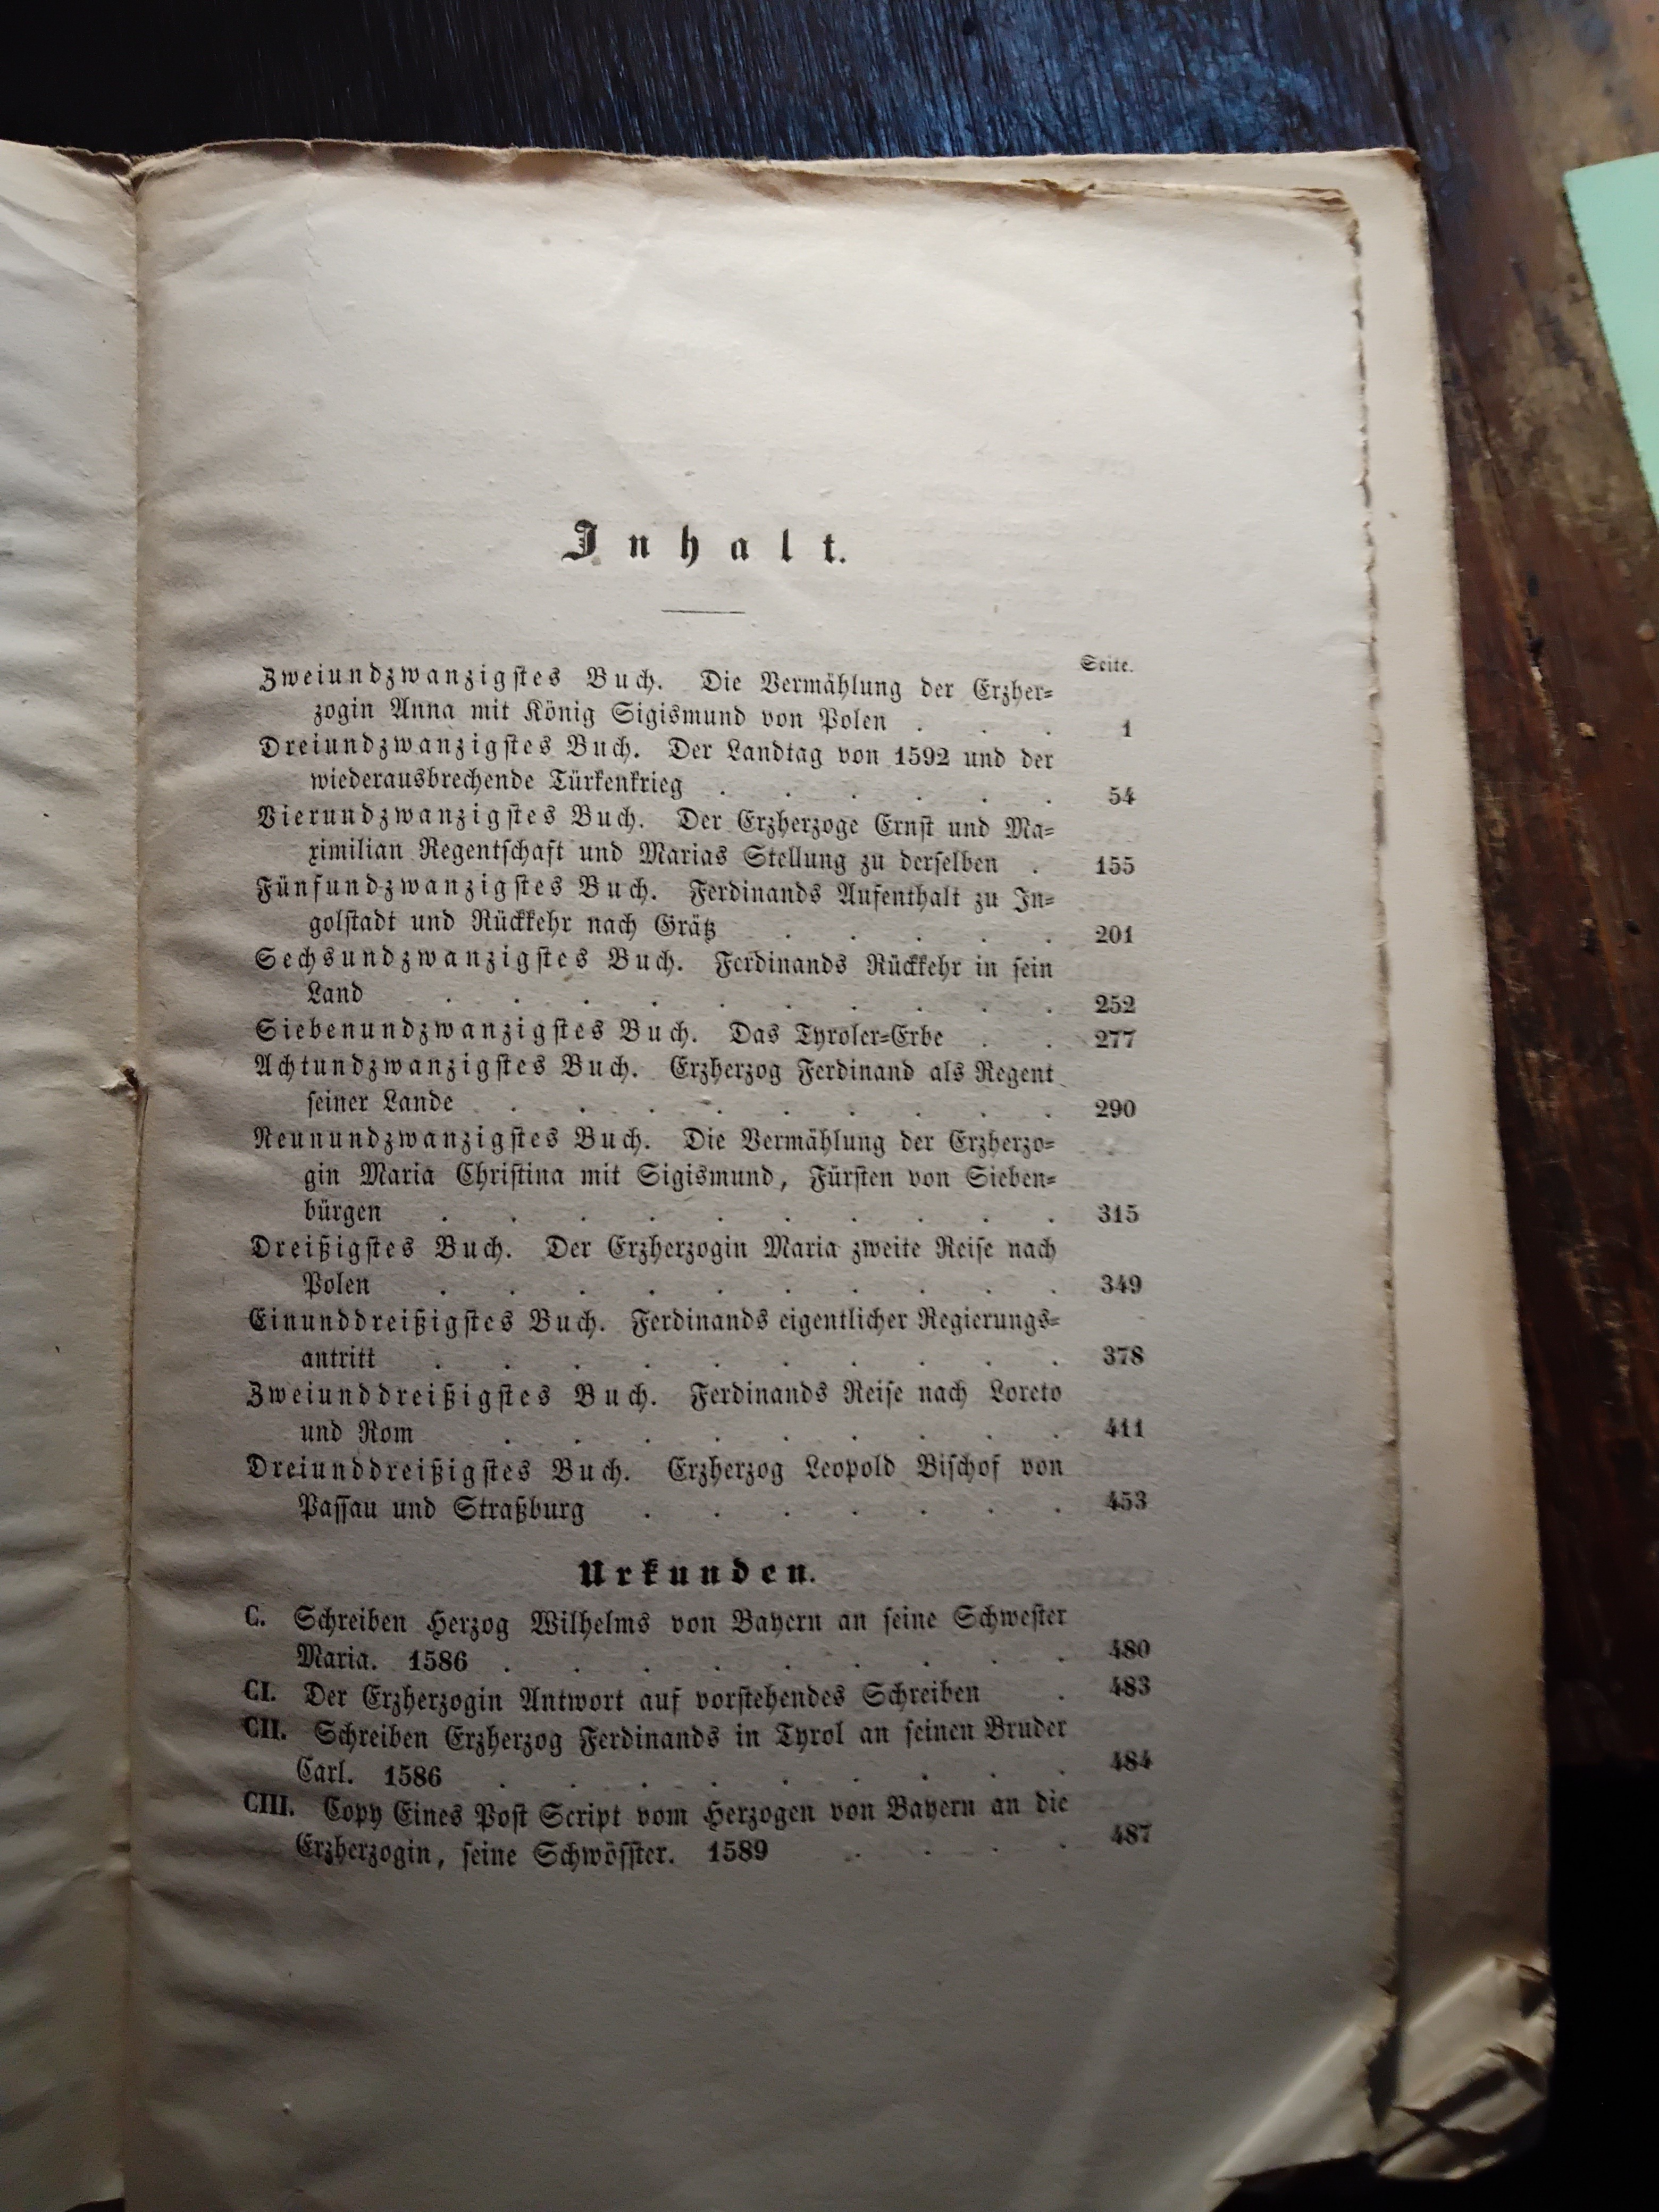 Inhalt.
Seite.
Zweiundzwanzigstes Buch. Die Vermählung der Erzher-
zogin Anna mit König Sigismund von Polen . . . 1
Dreiundzwanzigstes Buch. Der Landtag von 1592 und der
wiederausbrechende Türkenkrieg . . . . . . 54
Vierundzwanzigstes Buch. Der Erzherzoge Ernst und Ma-
ximilian Regentschaft und Marias Stellung zu derselben . 155
Fünfundzwanzigstes Buch. Ferdinands Aufenthalt zu In-
golstadt und Rückkehr nach Grätz . . . . . 201
Sechsundzwanzigstes Buch. Ferdinands Rückkehr in sein
Land . . . . . . . . . . 252
Siebenundzwanzigstes Buch. Das Tyroler-Erbe . . 277
Achtundzwanzigstes Buch. Erzherzog Ferdinand als Regent
seiner Lande . . . . . . . . . 290
Neunundzwanzigstes Buch. Die Vermählung der Erzherzo-
gin Maria Christina mit Sigismund, Fürsten von Sieben-
bürgen . . . . . . . . . . 315
Dreißigstes Buch. Der Erzherzogin Maria zweite Reise nach
Polen . . . . . . . . . . 349
Einunddreißigstes Buch. Ferdinands eigentlicher Regierungs-
antritt . . . . . . . . . . 378
Zweiunddreißigstes Buch. Ferdinands Reise nach Loreto
und Rom . . . . . . . . . 411
Dreiunddreißigstes Buch. Erzherzog Leopold Bischof von
Passau und Straßburg . . . . . . . 453
Urkunden.
C. Schreiben Herzog Wilhelms von Bayern an seine Schwester
Maria. 1586 . . . . . . . . . 480
CI. Der Erzherzogin Antwort auf vorstehendes Schreiben . 483
CII. Schreiben Erzherzog Ferdinands in Tyrol an seinen Bruder
Carl. 1586 . . . . . . . . . 484
CIII. Copy Eines Post Script vom Herzogen von Bayern an die
Erzherzogin, seine Schwösster. 1589 . . . . 487